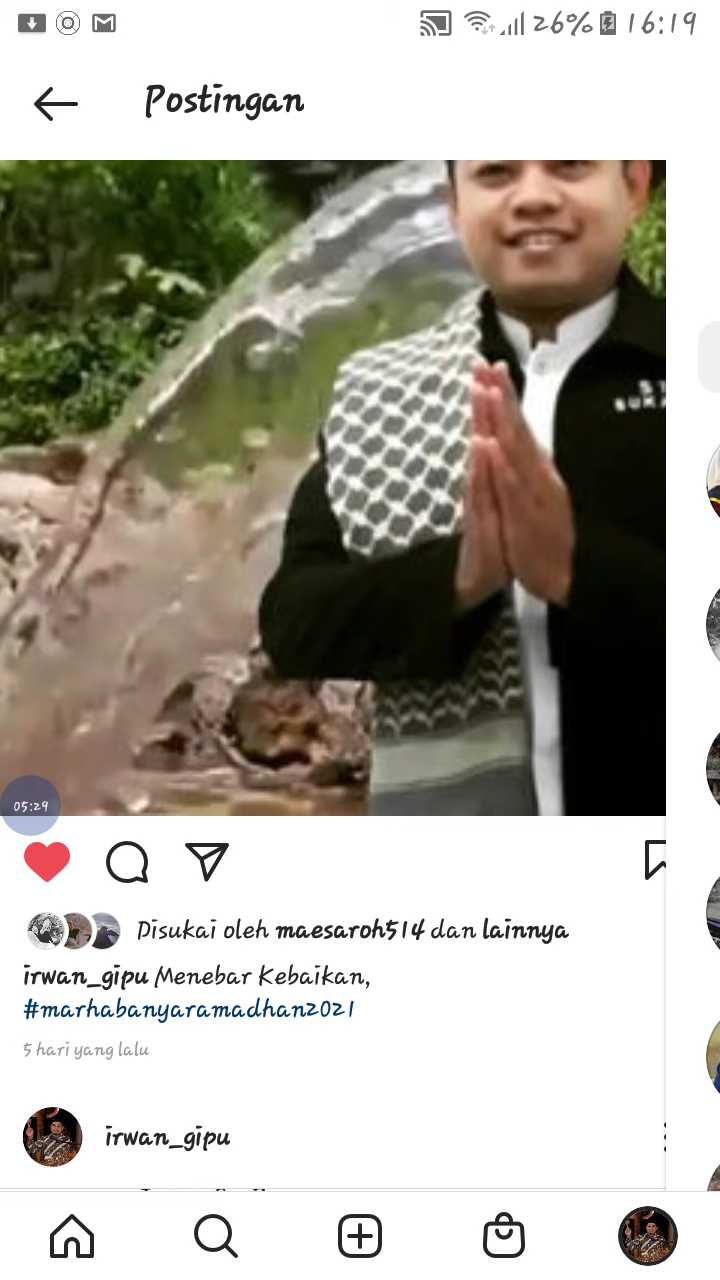 26% 16:19
Postingan
05:29
Disukai oleh maesaroh514 dan lainnya
irwan_gipu Menebar Kebaikan,
#marhabanyaramadhan2021
5 hari yang lalu
irwan_gipu